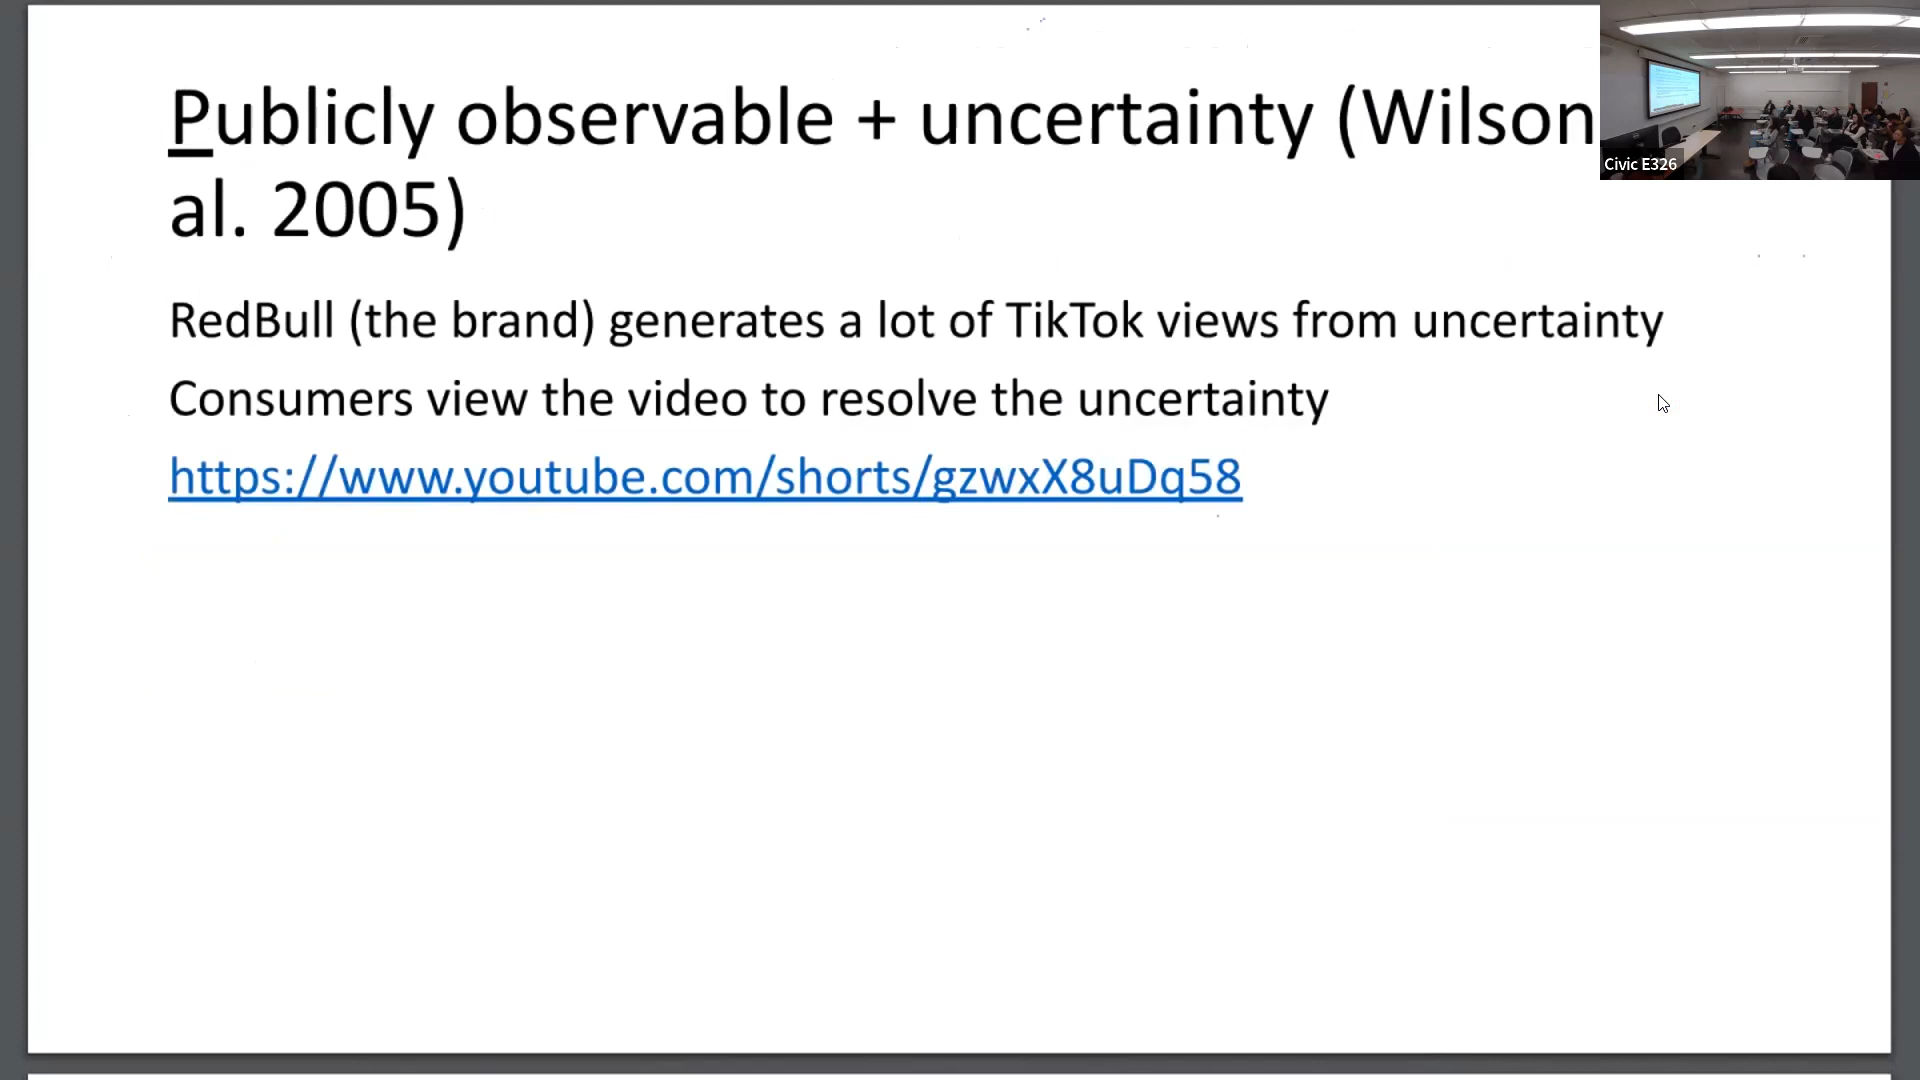 Publicly observable + uncertainty (Wilson
al. 2005)
RedBull (the brand) generates a lot of TikTok views from uncertainty
Consumers view the video to resolve the uncertainty
https://www.youtube.com/shorts/gzwxX8uDq58
Civic E326